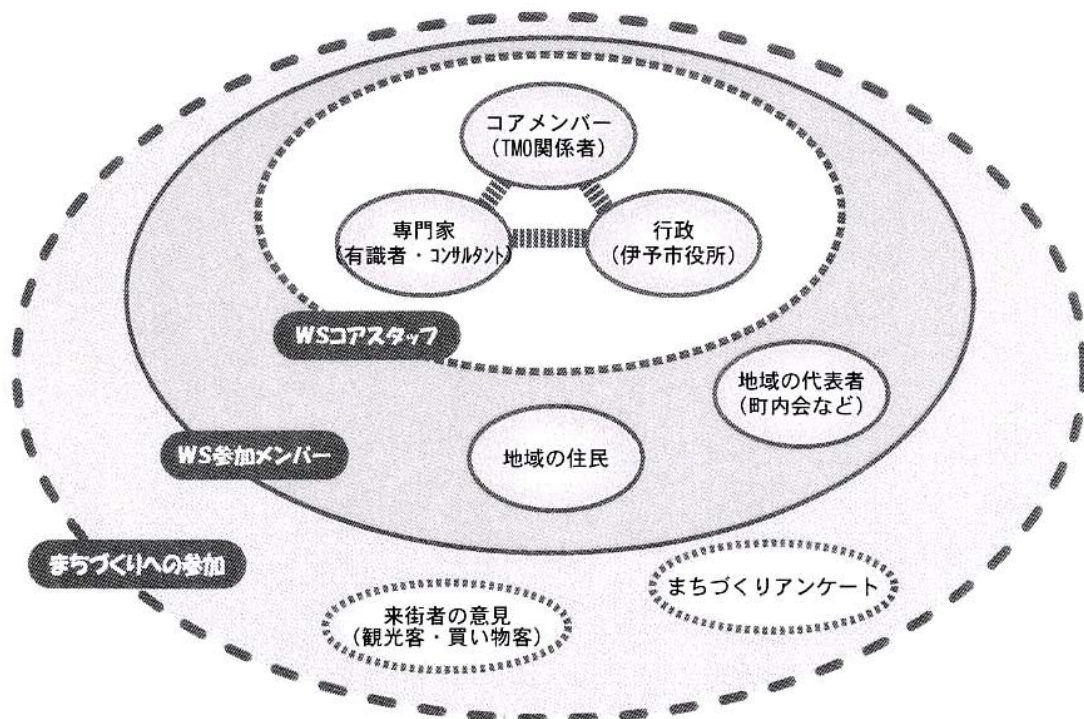 コアメンバー
(TMO関係者)
専門家
(有識者・コンサルタント)
行政
(伊予市役所)
WSコアスタッフ
地域の代表者
(町内会など)
WS参加メンバー
地域の住民
まちづくりへの参加
まちづくりアンケート
来街者の意見
(観光客・買い物客)